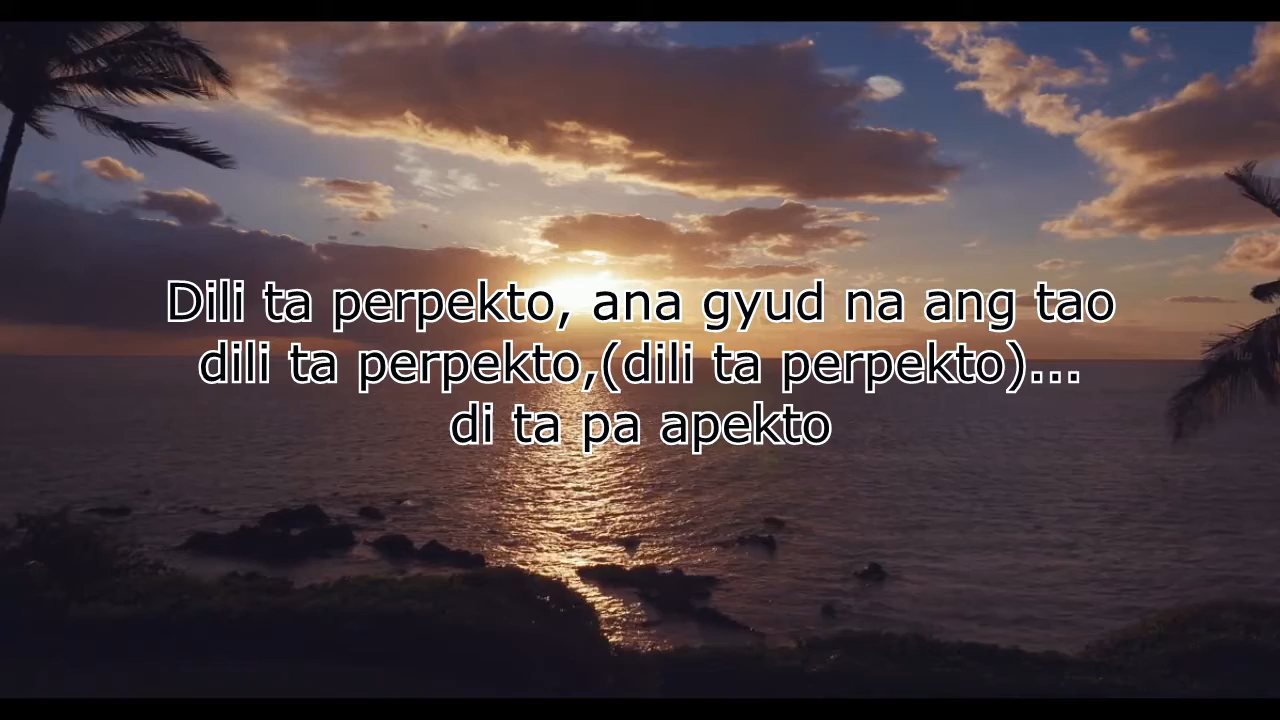 Dili ta perpekto, ana gyud na ang tao
dili ta perpekto,(dili ta perpekto)...
di ta pa apekto